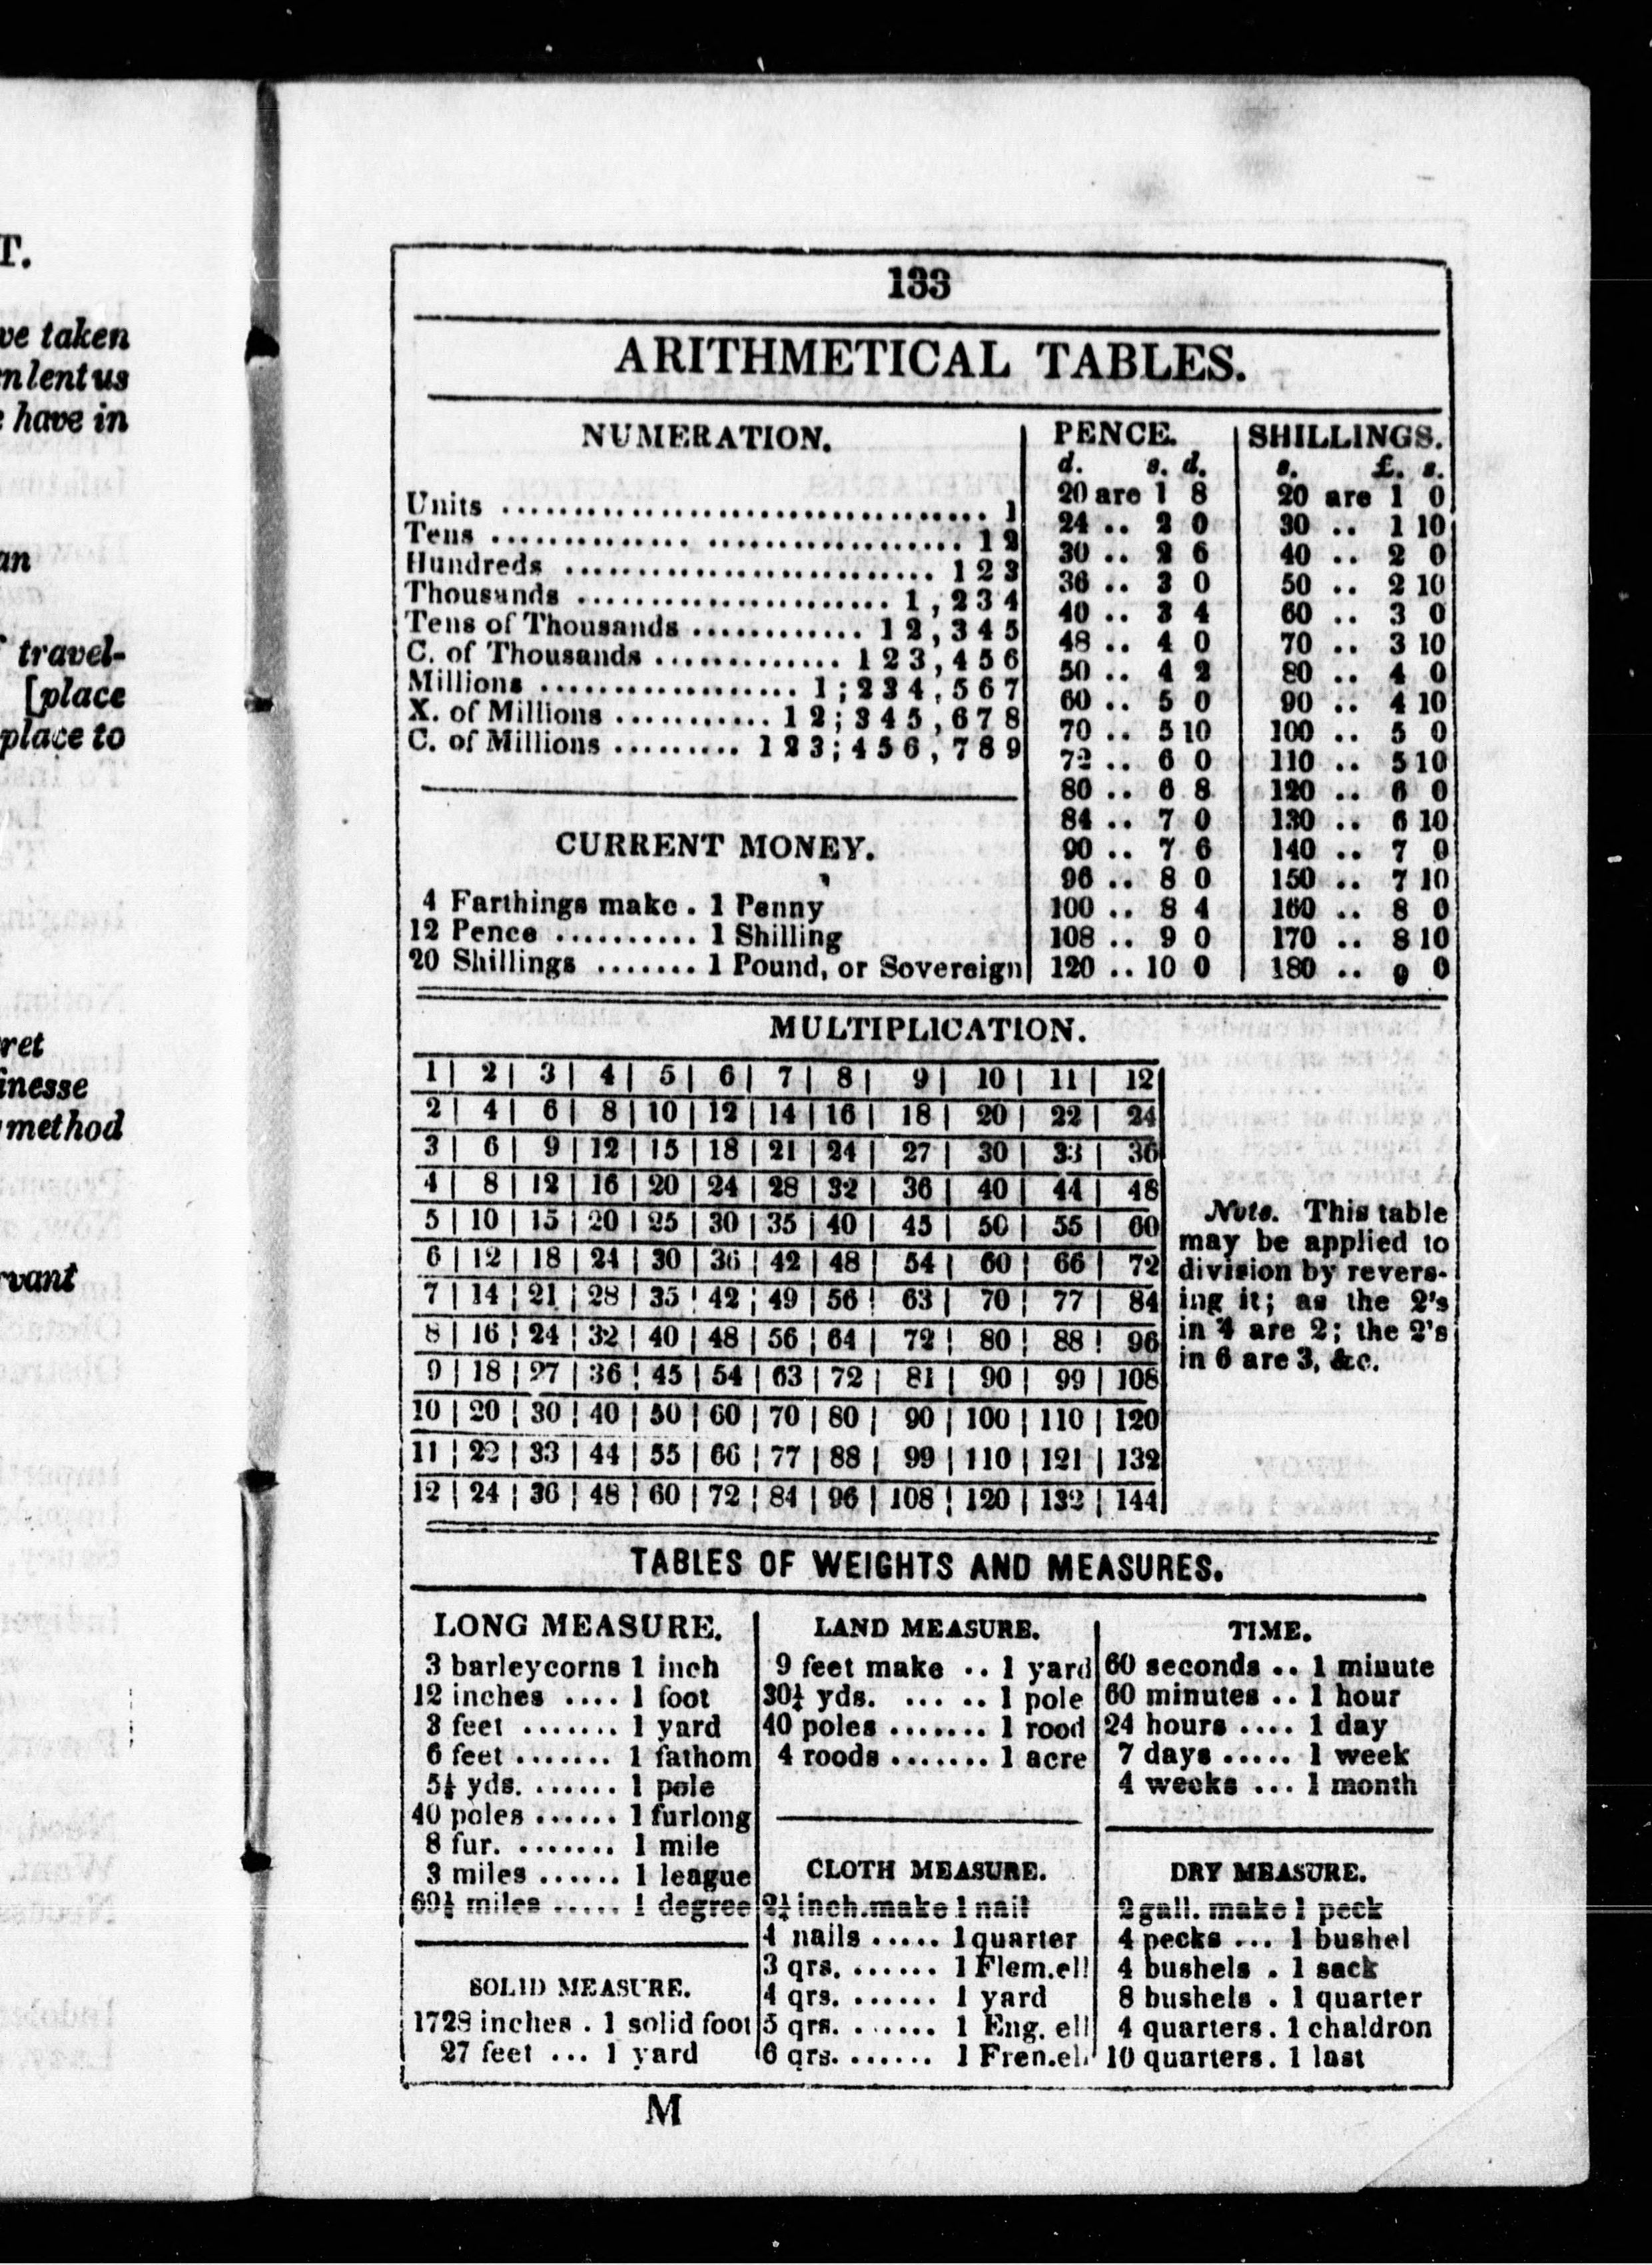 T.
ve taken
nlent us
have in
an
travel-
[place
place to
ret
inesse
method
rvant
133
ARITHMETICAL TABLES.
NUMERATION.
Units .................................. 1
Tens ................................. 1 2
Hundreds .......................... 1 2 3
Thousands ...................... 1,2 3 4
Tens of Thousands ............ 1 2,3 4 5
C. of Thousands ............. 1 2 3,4 5 6
Millions .................. 1;2 3 4,5 6 7
X. of Millions ........... 1 2;3 4 5,6 7 8
C. of Millions ......... 1 2 3;4 5 6,7 8 9
CURRENT MONEY.
4 Farthings make . 1 Penny
12 Pence .......... 1 Shilling
20 Shillings ....... 1 Pound, or Sovereign
PENCE.
d. s. d.
20 are 1 8
24 .. 2 0
30 .. 2 6
36 .. 3 0
40 .. 3 4
48 .. 4 0
50 .. 4 2
60 .. 5 0
70 .. 5 10
72 .. 6 0
80 .. 6 8
84 .. 7 0
90 .. 7 6
96 .. 8 0
100 .. 8 4
108 .. 9 0
120 .. 10 0
SHILLINGS.
s. £. s.
20 are 1 0
30 .. 1 10
40 .. 2 0
50 .. 2 10
60 .. 3 0
70 .. 3 10
80 .. 4 0
90 .. 4 10
100 .. 5 0
110 .. 5 10
120 .. 6 0
130 .. 6 10
140 .. 7 0
150 .. 7 10
160 .. 8 0
170 .. 8 10
180 .. 9 0
MULTIPLICATION.
1 | 2 | 3 | 4 | 5 | 6 | 7 | 8 | 9 | 10 | 11 | 12
2 | 4 | 6 | 8 | 10 | 12 | 14 | 16 | 18 | 20 | 22 | 24
3 | 6 | 9 | 12 | 15 | 18 | 21 | 24 | 27 | 30 | 33 | 36
4 | 8 | 12 | 16 | 20 | 24 | 28 | 32 | 36 | 40 | 44 | 48
5 | 10 | 15 | 20 | 25 | 30 | 35 | 40 | 45 | 50 | 55 | 60
6 | 12 | 18 | 24 | 30 | 36 | 42 | 48 | 54 | 60 | 66 | 72
7 | 14 | 21 | 28 | 35 | 42 | 49 | 56 | 63 | 70 | 77 | 84
8 | 16 | 24 | 32 | 40 | 48 | 56 | 64 | 72 | 80 | 88 | 96
9 | 18 | 27 | 36 | 45 | 54 | 63 | 72 | 81 | 90 | 99 | 108
10 | 20 | 30 | 40 | 50 | 60 | 70 | 80 | 90 | 100 | 110 | 120
11 | 22 | 33 | 44 | 55 | 66 | 77 | 88 | 99 | 110 | 121 | 132
12 | 24 | 36 | 48 | 60 | 72 | 84 | 96 | 108 | 120 | 132 | 144
Note. This table
may be applied to
division by revers-
ing it; as the 2's
in 4 are 2; the 2's
in 6 are 3, &c.
TABLES OF WEIGHTS AND MEASURES.
LONG MEASURE.
3 barleycorns 1 inch
12 inches .... 1 foot
3 feet ....... 1 yard
6 feet ....... 1 fathom
5½ yds. ...... 1 pole
40 poles ...... 1 furlong
8 fur. ....... 1 mile
3 miles ...... 1 league
69½ miles ..... 1 degree
SOLID MEASURE.
1728 inches . 1 solid foot
27 feet ... 1 yard
LAND MEASURE.
9 feet make .. 1 yard
30¼ yds. ... .. 1 pole
40 poles ....... 1 rood
4 roods ....... 1 acre
CLOTH MEASURE.
2¼ inch.make 1 nail
4 nails ..... 1 quarter
3 qrs. ...... 1 Flem.ell
4 qrs. ...... 1 yard
5 qrs. ...... 1 Eng. ell
6 qrs. ...... 1 Fren.el
TIME.
60 seconds .. 1 minute
60 minutes .. 1 hour
24 hours .... 1 day
7 days ..... 1 week
4 weeks ... 1 month
DRY MEASURE.
2 gall. make 1 peck
4 pecks ... 1 bushel
4 bushels . 1 sack
8 bushels . 1 quarter
4 quarters . 1 chaldron
10 quarters . 1 last
M